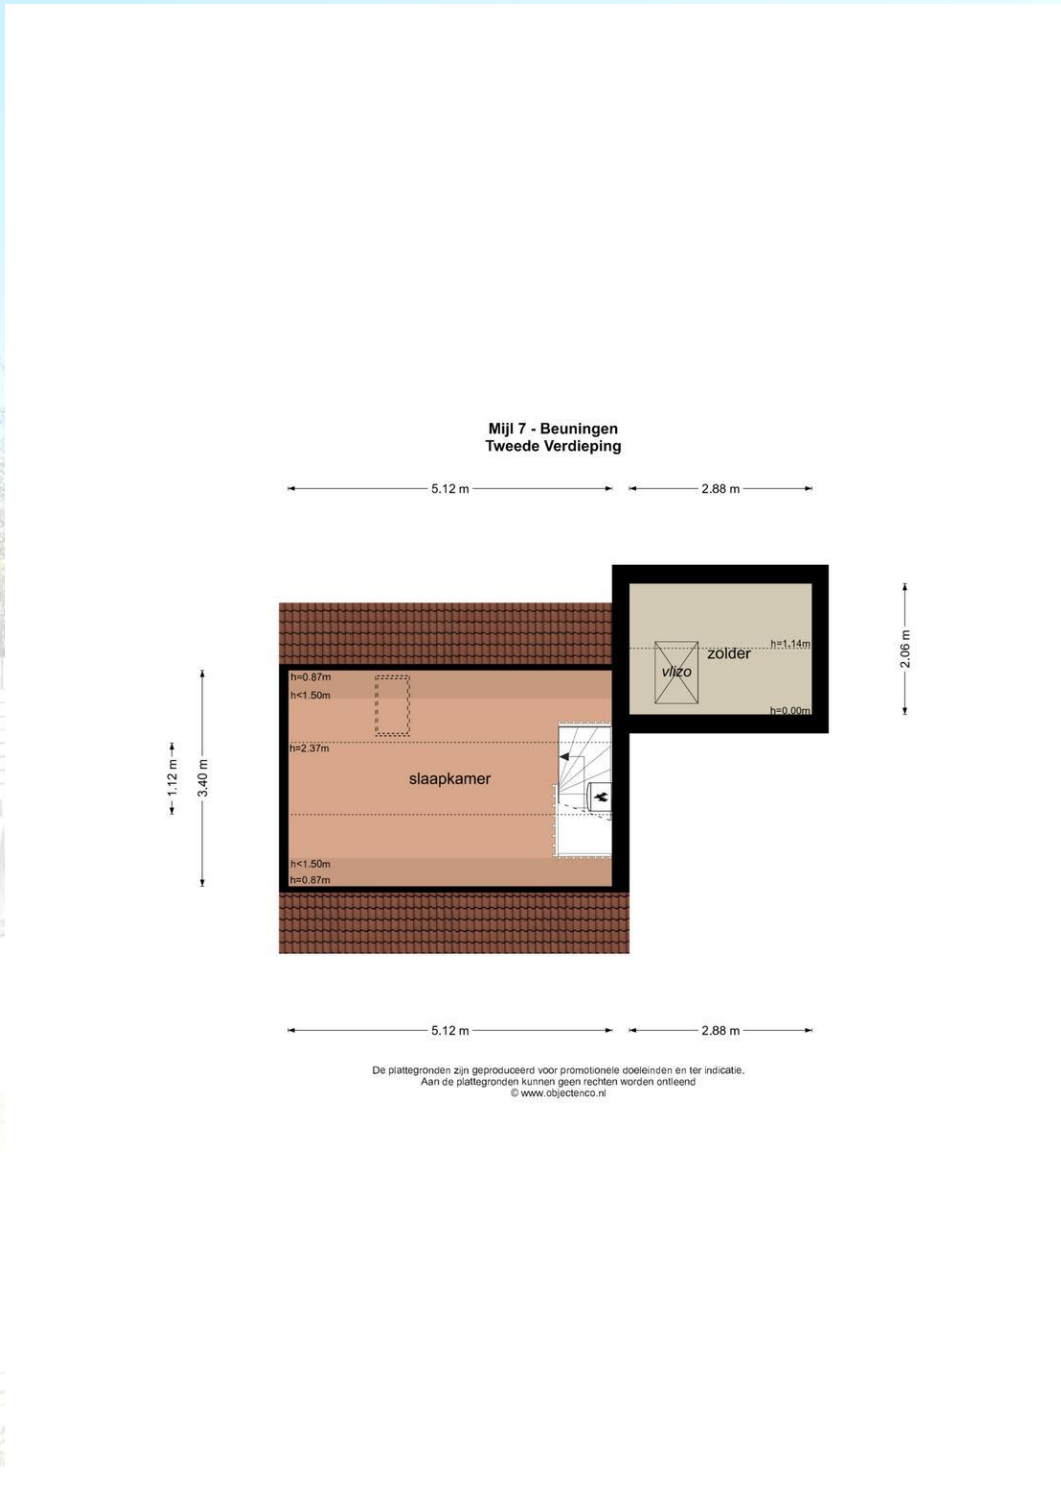 Mijl 7 - Beuningen
Tweede Verdieping
5.12 m
2.88 m
h=0.87m
h<1.50m
h=2.37m
slaapkamer
h<1.50m
h=0.87m
h=1.14m
zolder
vlizo
h=0.00m
2.06 m
1.12 m
3.40 m
5.12 m
2.88 m
De plattegronden zijn geproduceerd voor promotionele doeleinden en ter indicatie.
Aan de plattegronden kunnen geen rechten worden ontleend
© www.objectenco.nl